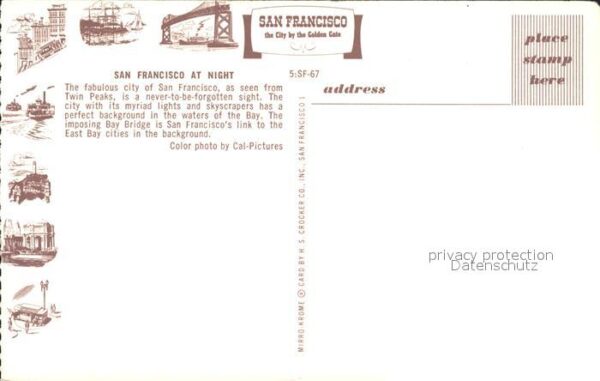 SAN FRANCISCO
the City by the Golden Gate
place
stamp
here
SAN FRANCISCO AT NIGHT
5:SF-67
The fabulous city of San Francisco, as seen from
Twin Peaks, is a never-to-be-forgotten sight. The
city with its myriad lights and skyscrapers has a
perfect background in the waters of the Bay. The
imposing Bay Bridge is San Francisco's link to the
East Bay cities in the background.
Color photo by Cal-Pictures
address
MIRRO-KROME ® CARD BY H. S. CROCKER CO., INC., SAN FRANCISCO 1
privacy protection
Datenschutz